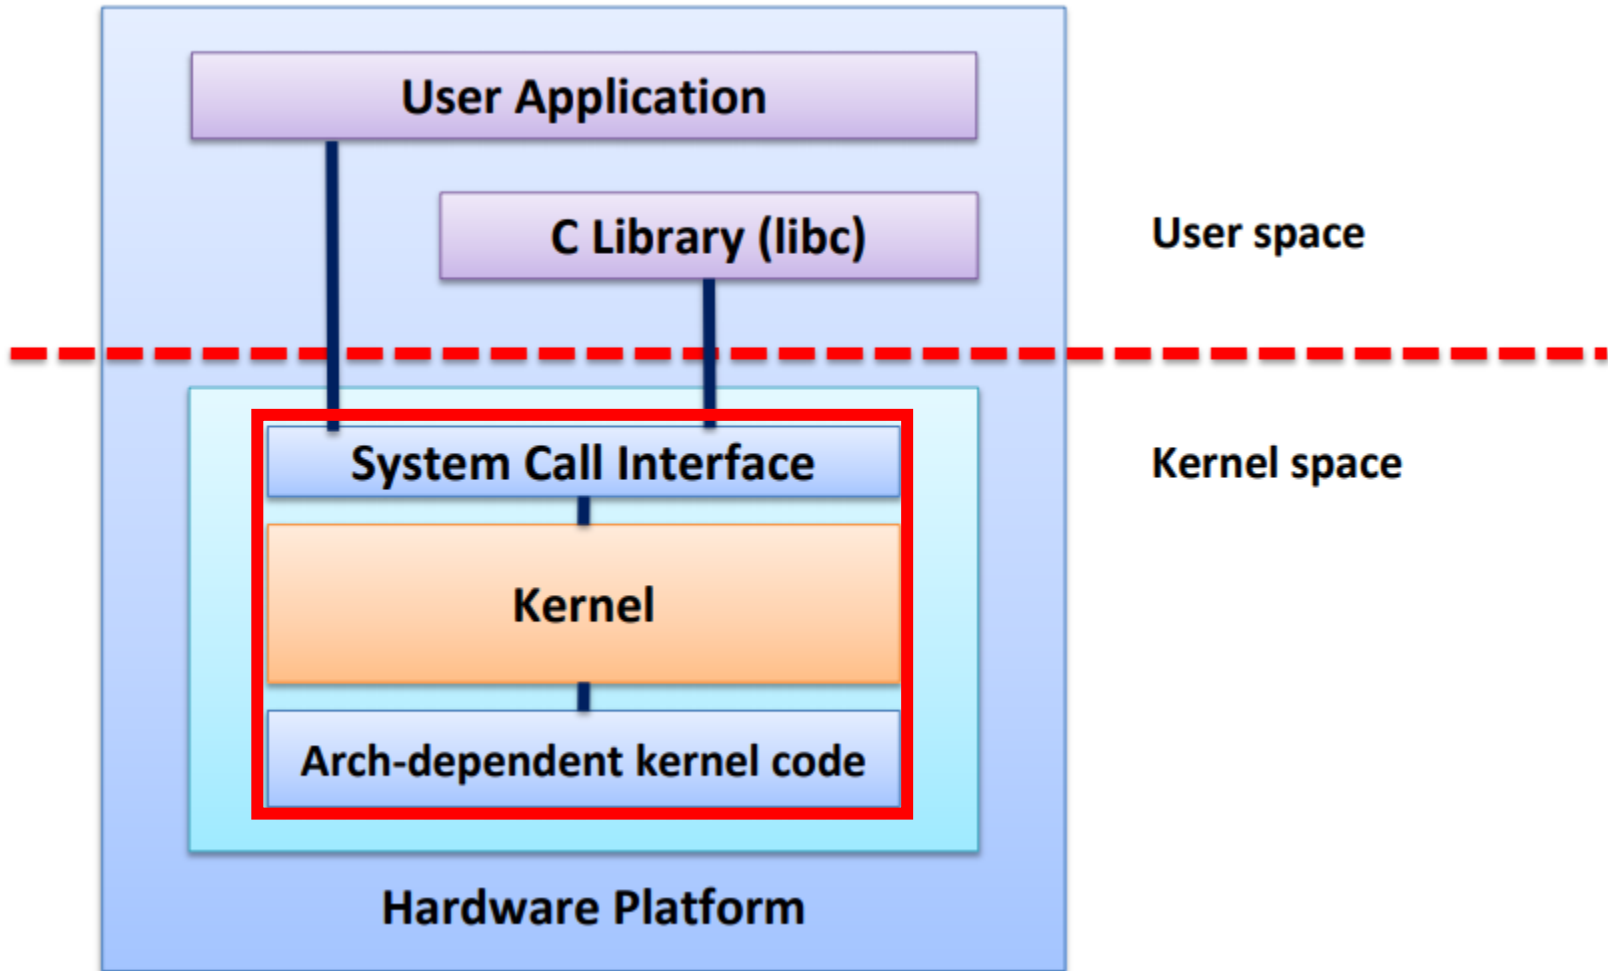 User Application
C Library (libc)
User space
System Call Interface
Kernel space
Kernel
Arch-dependent kernel code
Hardware Platform